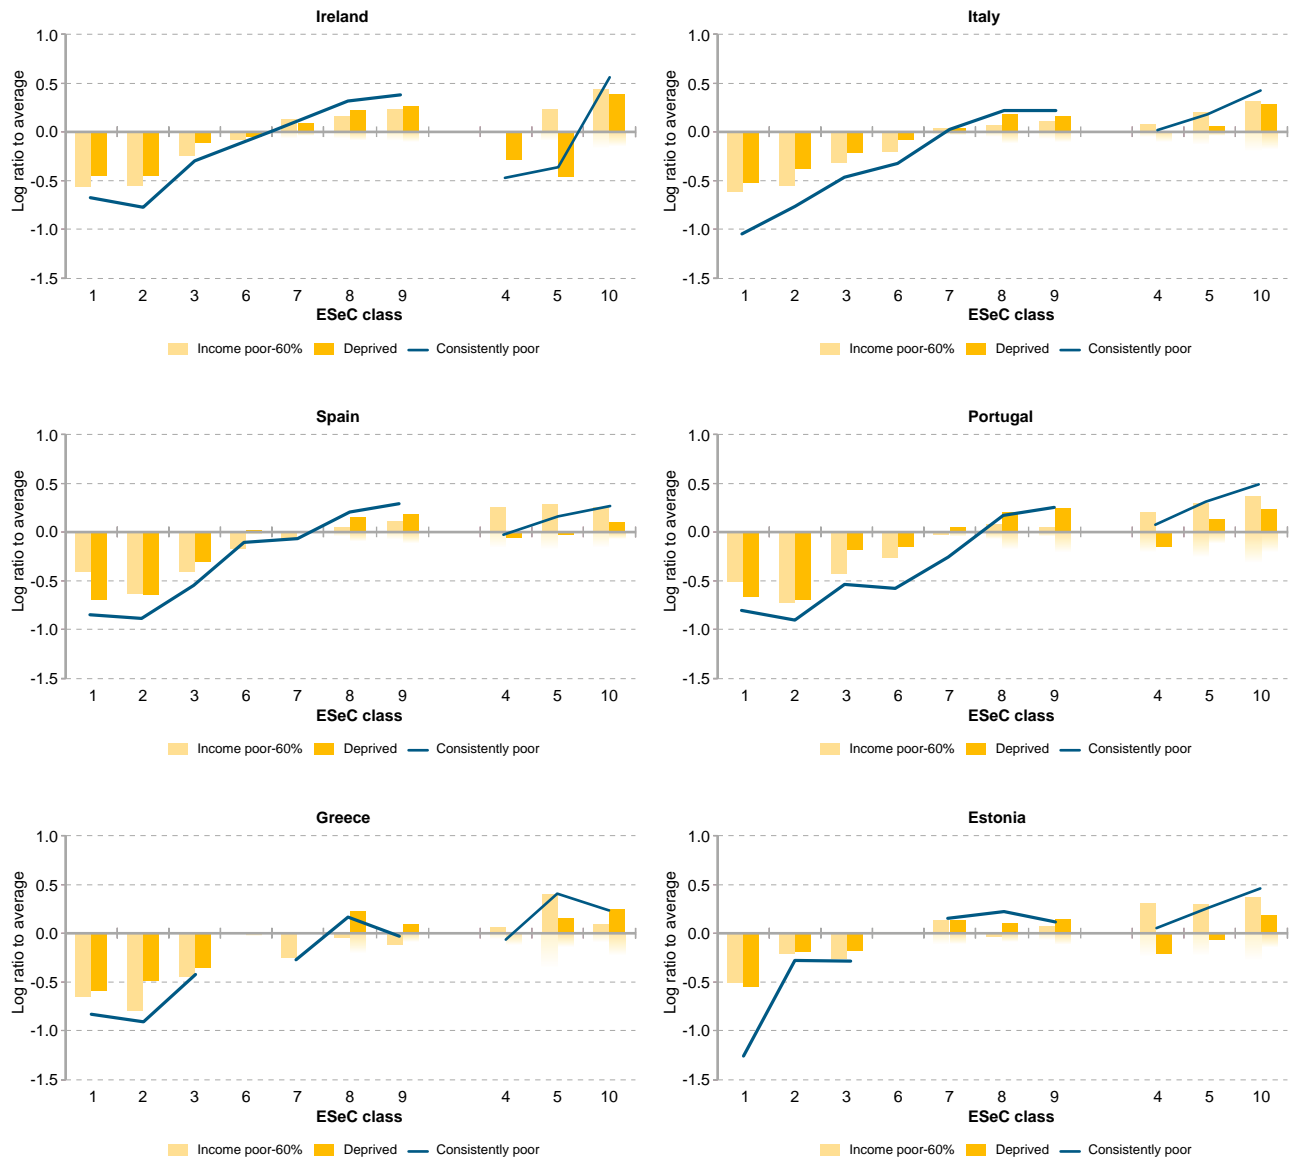 Ireland
Log ratio to average
1.0
0.5
0.0
-0.5
-1.0
-1.5
1 2 3 6 7 8 9 4 5 10
ESeC class
Income poor-60% Deprived Consistently poor
Italy
Log ratio to average
1.0
0.5
0.0
-0.5
-1.0
-1.5
1 2 3 6 7 8 9 4 5 10
ESeC class
Income poor-60% Deprived Consistently poor
Spain
Log ratio to average
1.0
0.5
0.0
-0.5
-1.0
-1.5
1 2 3 6 7 8 9 4 5 10
ESeC class
Income poor-60% Deprived Consistently poor
Portugal
Log ratio to average
1.0
0.5
0.0
-0.5
-1.0
-1.5
1 2 3 6 7 8 9 4 5 10
ESeC class
Income poor-60% Deprived Consistently poor
Greece
Log ratio to average
1.0
0.5
0.0
-0.5
-1.0
-1.5
1 2 3 6 7 8 9 4 5 10
ESeC class
Income poor-60% Deprived Consistently poor
Estonia
Log ratio to average
1.0
0.5
0.0
-0.5
-1.0
-1.5
1 2 3 6 7 8 9 4 5 10
ESeC class
Income poor-60% Deprived Consistently poor